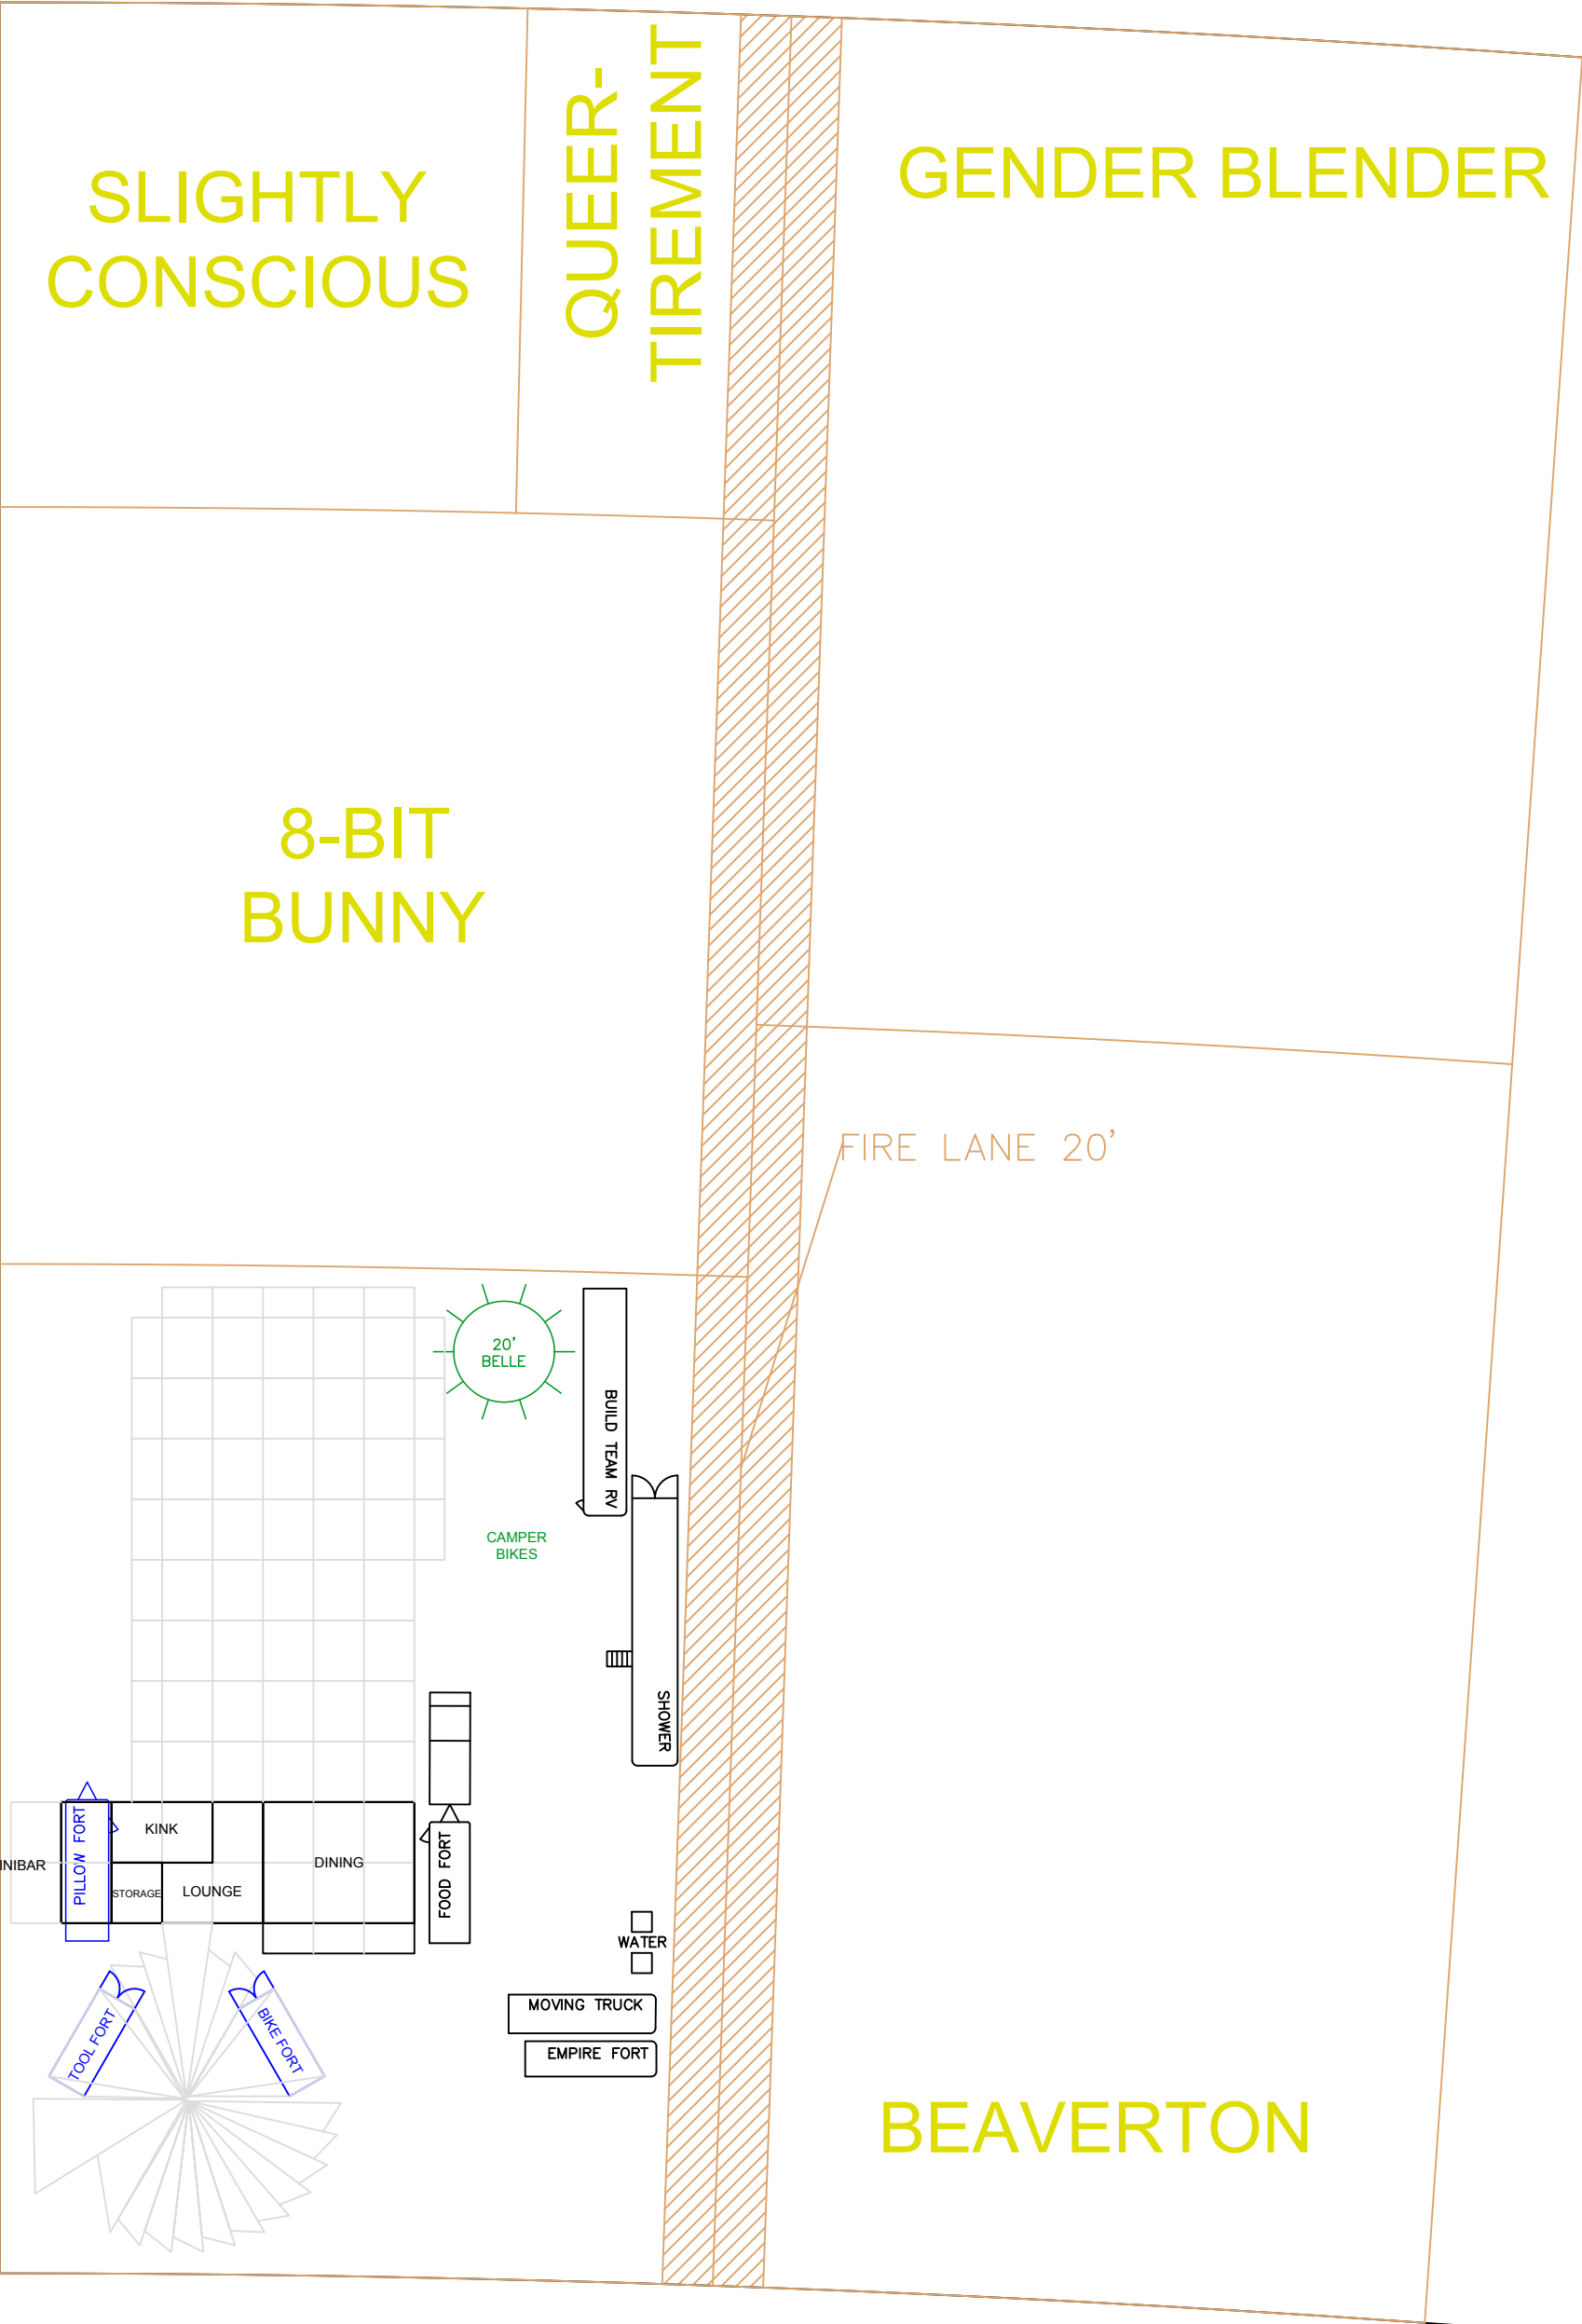 SLIGHTLY
CONSCIOUS
QUEER-
TIREMENT
GENDER BLENDER
8-BIT
BUNNY
FIRE LANE 20'
20'
BELLE
BUILD TEAM RV
CAMPER
BIKES
SHOWER
PILLOW FORT
KINK
DINING
INIBAR
STORAGE
LOUNGE
FOOD FORT
WATER
MOVING TRUCK
EMPIRE FORT
TOOL FORT
BIKE FORT
BEAVERTON